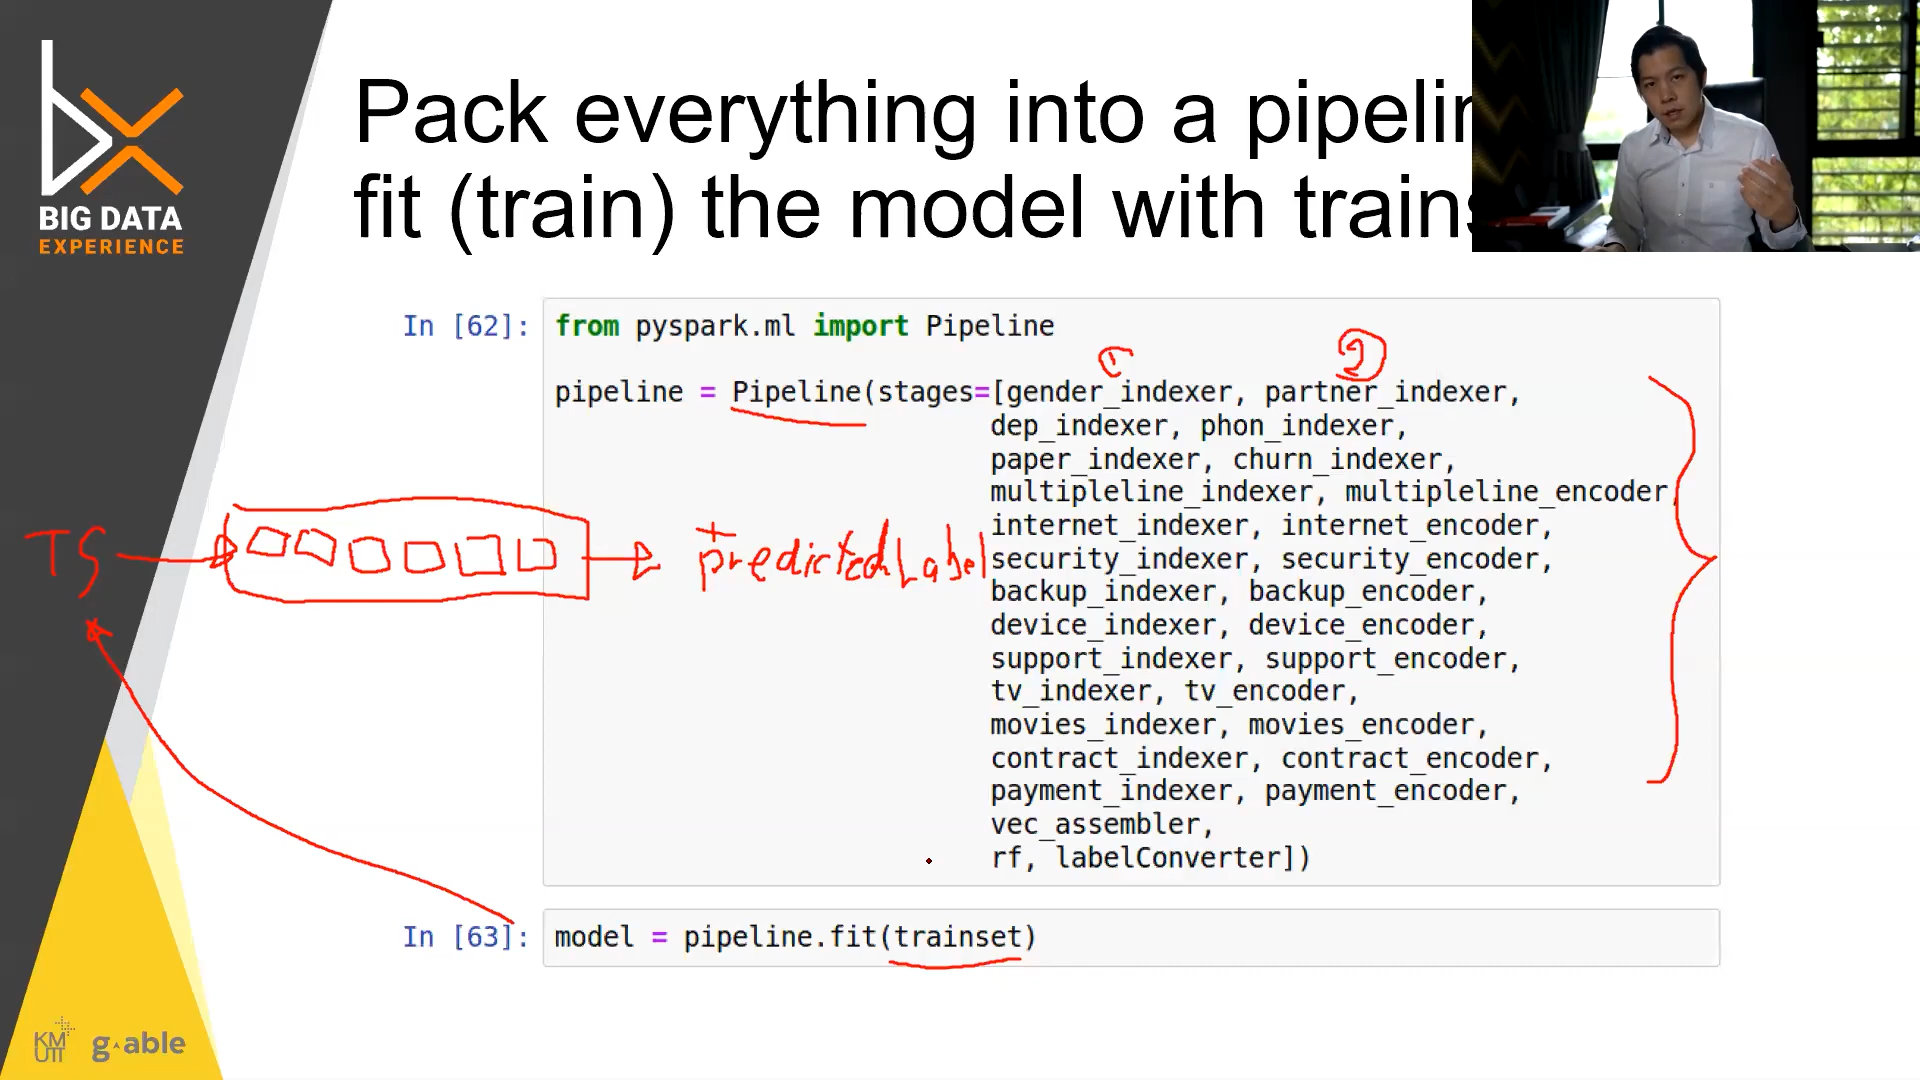 BIG DATA
EXPERIENCE
Pack everything into a pipelin
fit (train) the model with trains
In [62]:
from pyspark.ml import Pipeline
1
2
pipeline = Pipeline(stages=[gender_indexer, partner_indexer,
dep_indexer, phon_indexer,
paper_indexer, churn_indexer,
multipleline_indexer, multipleline_encoder,
internet_indexer, internet_encoder,
security_indexer, security_encoder,
backup_indexer, backup_encoder,
device_indexer, device_encoder,
support_indexer, support_encoder,
tv_indexer, tv_encoder,
movies_indexer, movies_encoder,
contract_indexer, contract_encoder,
payment_indexer, payment_encoder,
vec_assembler,
rf, labelConverter])
TS
predictedLabel
In [63]:
model = pipeline.fit(trainset)
KM
UTT
g-able